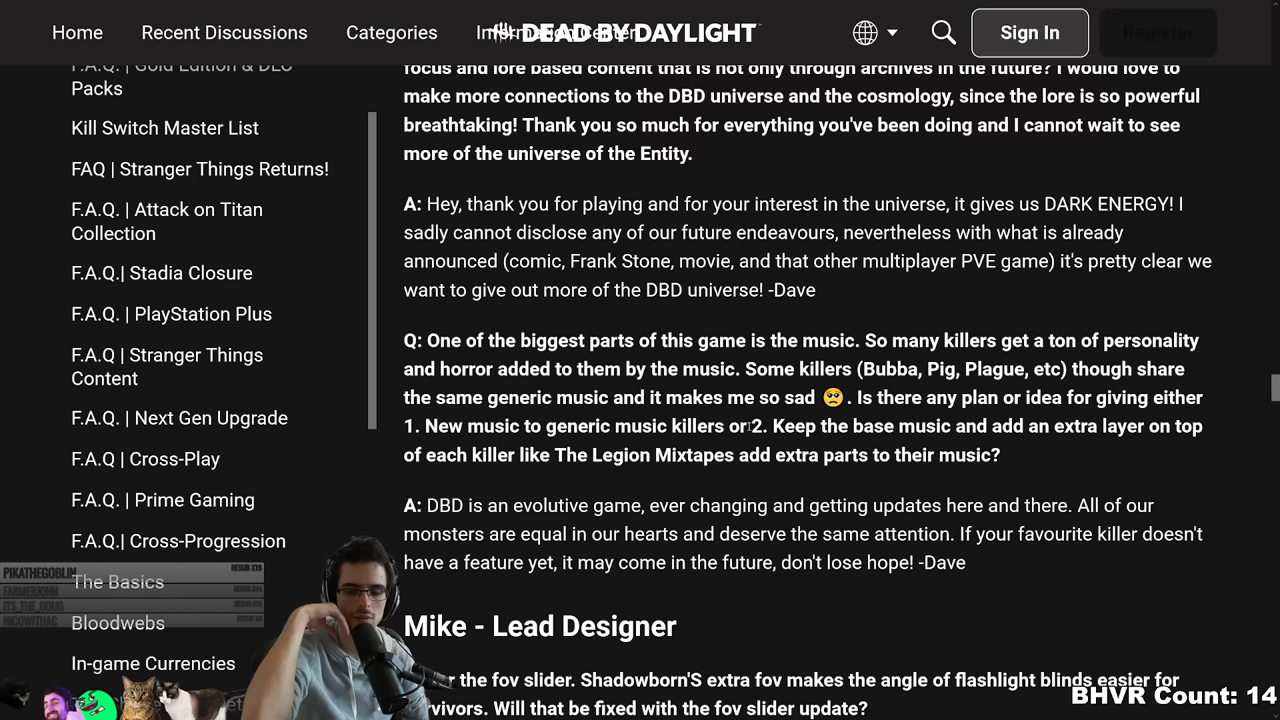 Home
Recent Discussions
Categories
DEAD BY DAYLIGHT
Sign In
Register
F.A.Q. | Gold Edition & DLC
Packs
Kill Switch Master List
FAQ | Stranger Things Returns!
F.A.Q. | Attack on Titan
Collection
F.A.Q.| Stadia Closure
F.A.Q. | PlayStation Plus
F.A.Q | Stranger Things
Content
F.A.Q. | Next Gen Upgrade
F.A.Q | Cross-Play
F.A.Q. | Prime Gaming
F.A.Q.| Cross-Progression
The Basics
Bloodwebs
In-game Currencies
PIKATHEGOBLIN RESUB X19
FARMERJOHN
ITS_THE_DOUG
NICOWITHAC
focus and lore based content that is not only through archives in the future? I would love to
make more connections to the DBD universe and the cosmology, since the lore is so powerful
breathtaking! Thank you so much for everything you've been doing and I cannot wait to see
more of the universe of the Entity.
A: Hey, thank you for playing and for your interest in the universe, it gives us DARK ENERGY! I
sadly cannot disclose any of our future endeavours, nevertheless with what is already
announced (comic, Frank Stone, movie, and that other multiplayer PVE game) it's pretty clear we
want to give out more of the DBD universe! -Dave
Q: One of the biggest parts of this game is the music. So many killers get a ton of personality
and horror added to them by the music. Some killers (Bubba, Pig, Plague, etc) though share
the same generic music and it makes me so sad 🥺. Is there any plan or idea for giving either
1. New music to generic music killers or 2. Keep the base music and add an extra layer on top
of each killer like The Legion Mixtapes add extra parts to their music?
A: DBD is an evolutive game, ever changing and getting updates here and there. All of our
monsters are equal in our hearts and deserve the same attention. If your favourite killer doesn't
have a feature yet, it may come in the future, don't lose hope! -Dave
Mike - Lead Designer
the fov slider. Shadowborn'S extra fov makes the angle of flashlight blinds easier for
Will that be fixed with the fov slider update?
BHVR Count: 14